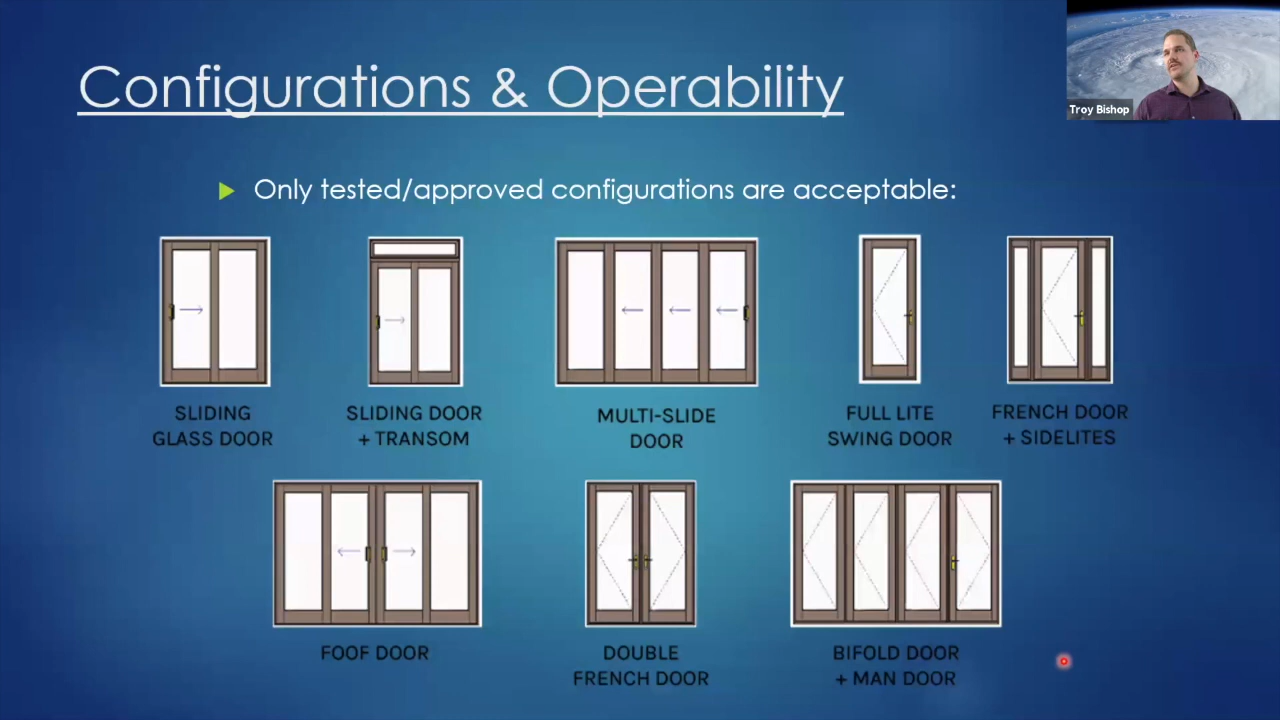 Configurations & Operability
Troy Bishop
Only tested/approved configurations are acceptable:
SLIDING
GLASS DOOR
SLIDING DOOR
+ TRANSOM
MULTI-SLIDE
DOOR
FULL LITE
SWING DOOR
FRENCH DOOR
+ SIDELITES
FOOF DOOR
DOUBLE
FRENCH DOOR
BIFOLD DOOR
+ MAN DOOR